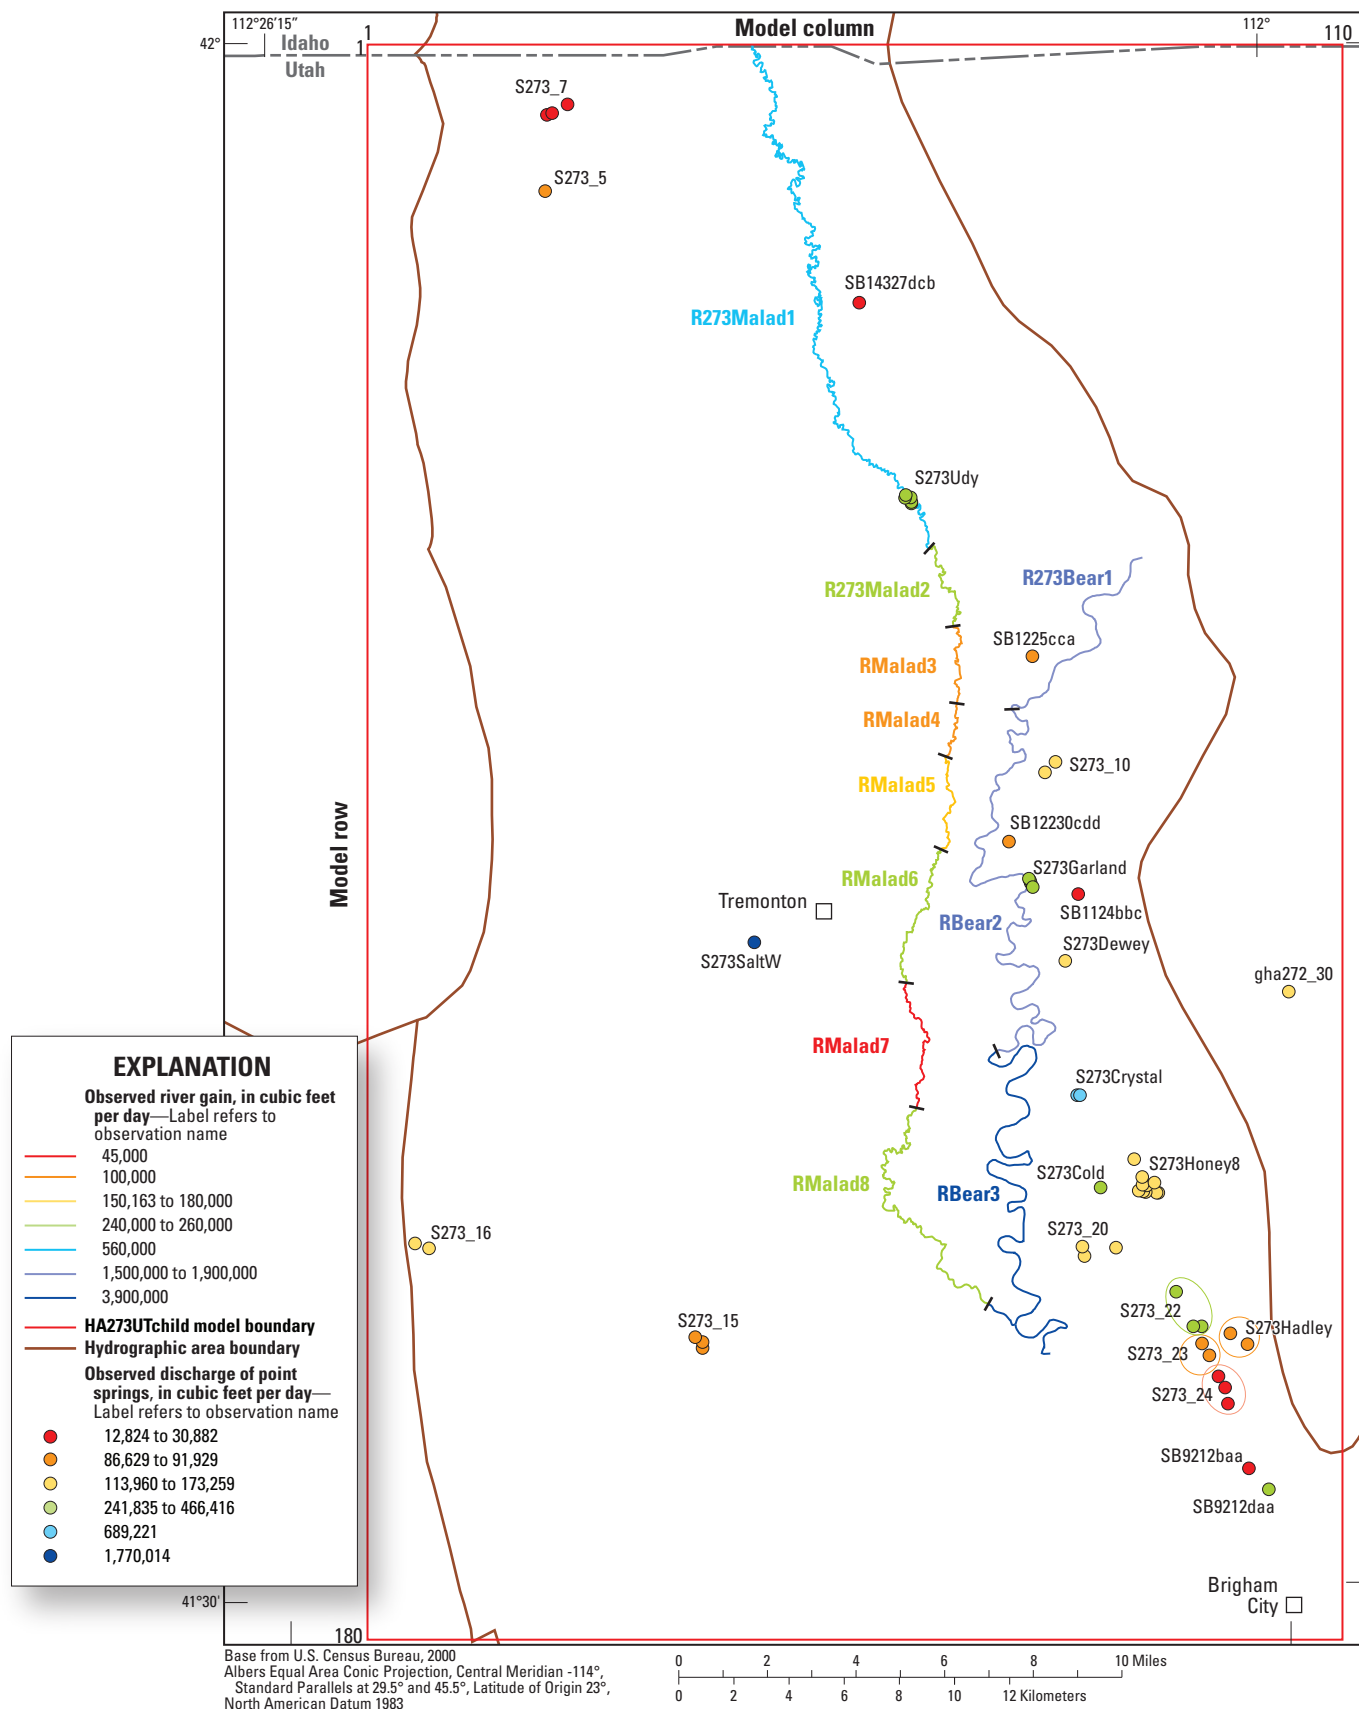 112°26'15"
1
Model column
112°
110
42°
Idaho
1
Utah
S273_7
S273_5
SB14327dcb
R273Malad1
S273Udy
R273Malad2
R273Bear1
SB1225cca
RMalad3
RMalad4
S273_10
RMalad5
SB12230cdd
Model row
S273Garland
RMalad6
Tremonton
SB1124bbc
RBear2
S273Dewey
S273SaltW
gha272_30
RMalad7
S273Crystal
S273Cold
S273Honey8
RMalad8
RBear3
S273_16
S273_20
S273_15
S273_22
S273Hadley
S273_23
S273_24
SB9212baa
SB9212daa
Brigham
City
EXPLANATION
Observed river gain, in cubic feet
per day—Label refers to
observation name
45,000
100,000
150,163 to 180,000
240,000 to 260,000
560,000
1,500,000 to 1,900,000
3,900,000
HA273UTchild model boundary
Hydrographic area boundary
Observed discharge of point
springs, in cubic feet per day—
Label refers to observation name
12,824 to 30,882
86,629 to 91,929
113,960 to 173,259
241,835 to 466,416
689,221
1,770,014
41°30'
180
Base from U.S. Census Bureau, 2000
Albers Equal Area Conic Projection, Central Meridian -114°,
Standard Parallels at 29.5° and 45.5°, Latitude of Origin 23°,
North American Datum 1983
0 2 4 6 8 10 Miles
0 2 4 6 8 10 12 Kilometers